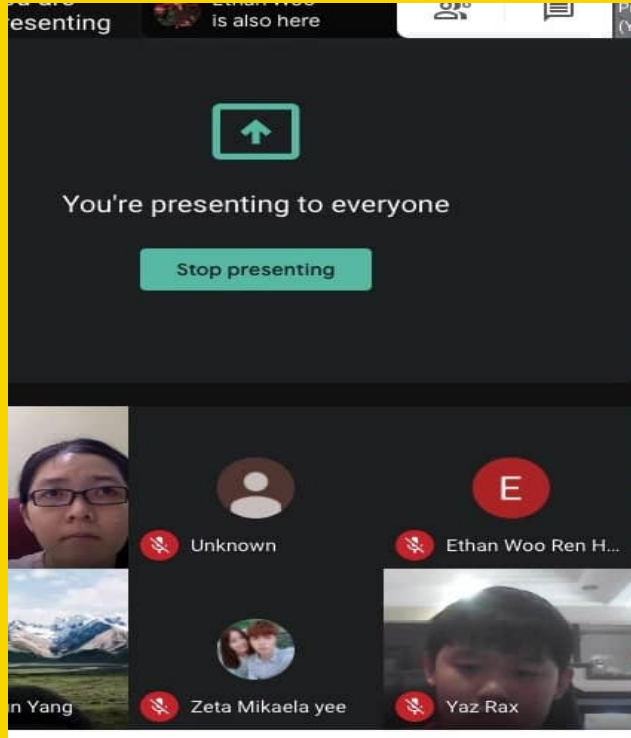 esenting
is also here
You're presenting to everyone
Stop presenting
Unknown
E
Ethan Woo Ren H...
n Yang
Zeta Mikaela yee
Yaz Rax